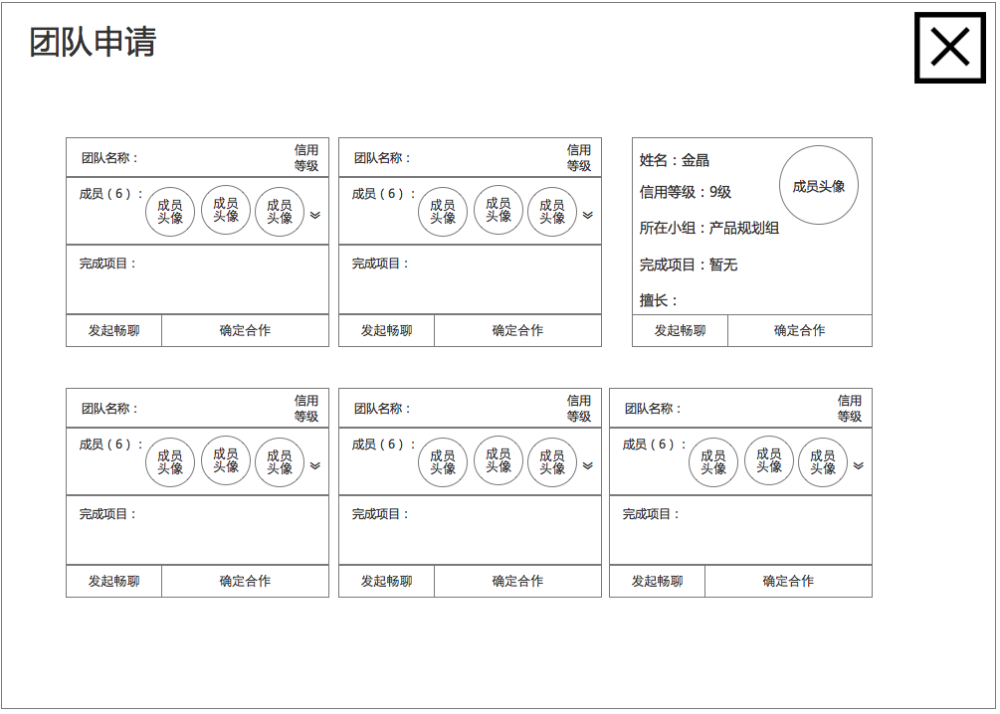 团队申请
团队名称：
信用
等级
成员（6）：
成员
头像
成员
头像
成员
头像
完成项目：
发起畅聊
确定合作
团队名称：
信用
等级
成员（6）：
成员
头像
成员
头像
成员
头像
完成项目：
发起畅聊
确定合作
姓名：金晶
信用等级：9级
所在小组：产品规划组
完成项目：暂无
擅长：
成员头像
发起畅聊
确定合作
团队名称：
信用
等级
成员（6）：
成员
头像
成员
头像
成员
头像
完成项目：
发起畅聊
确定合作
团队名称：
信用
等级
成员（6）：
成员
头像
成员
头像
成员
头像
完成项目：
发起畅聊
确定合作
团队名称：
信用
等级
成员（6）：
成员
头像
成员
头像
成员
头像
完成项目：
发起畅聊
确定合作